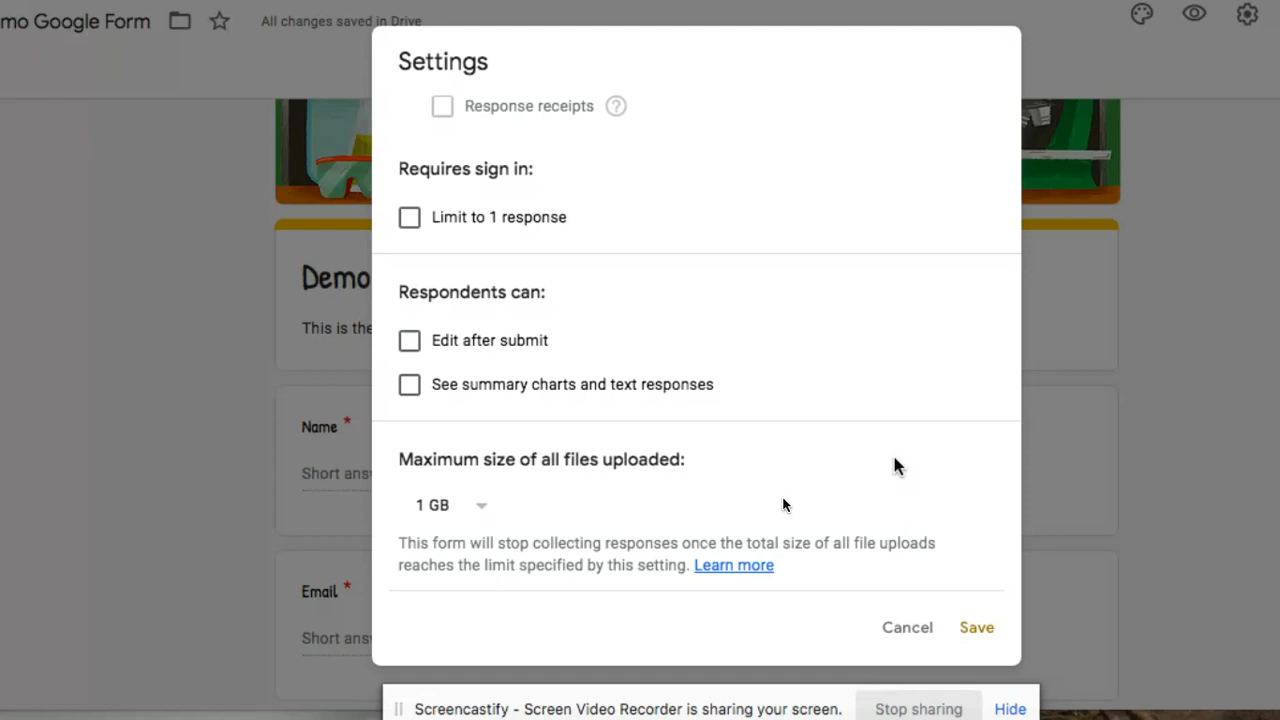 mo Google Form All changes saved in Drive
Settings
Response receipts ?
Requires sign in:
Limit to 1 response
Demo
Respondents can:
This is the
Edit after submit
See summary charts and text responses
Name *
Maximum size of all files uploaded:
Short ans
1 GB
This form will stop collecting responses once the total size of all file uploads
reaches the limit specified by this setting. Learn more
Email *
Short ans
Cancel Save
Screencastify - Screen Video Recorder is sharing your screen. Stop sharing Hide